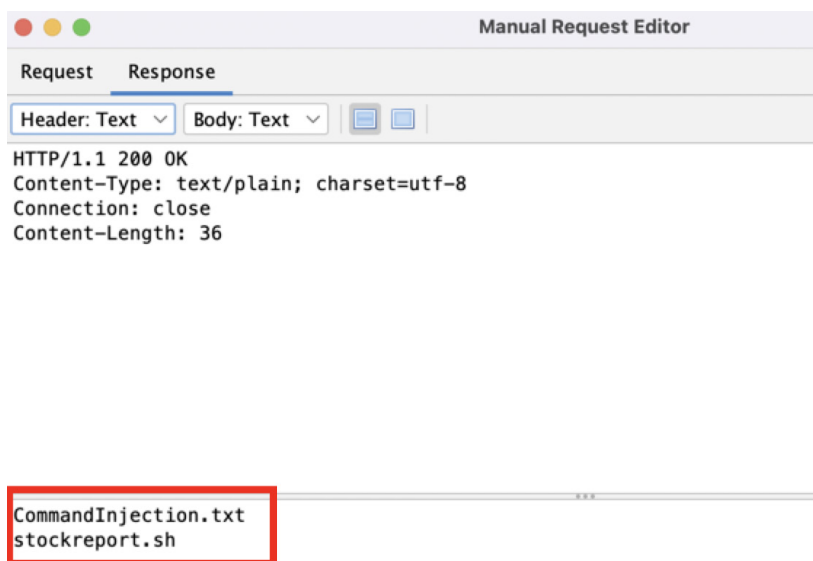 Manual Request Editor
Request Response
Header: Text Body: Text
HTTP/1.1 200 OK
Content-Type: text/plain; charset=utf-8
Connection: close
Content-Length: 36
CommandInjection.txt
stockreport.sh